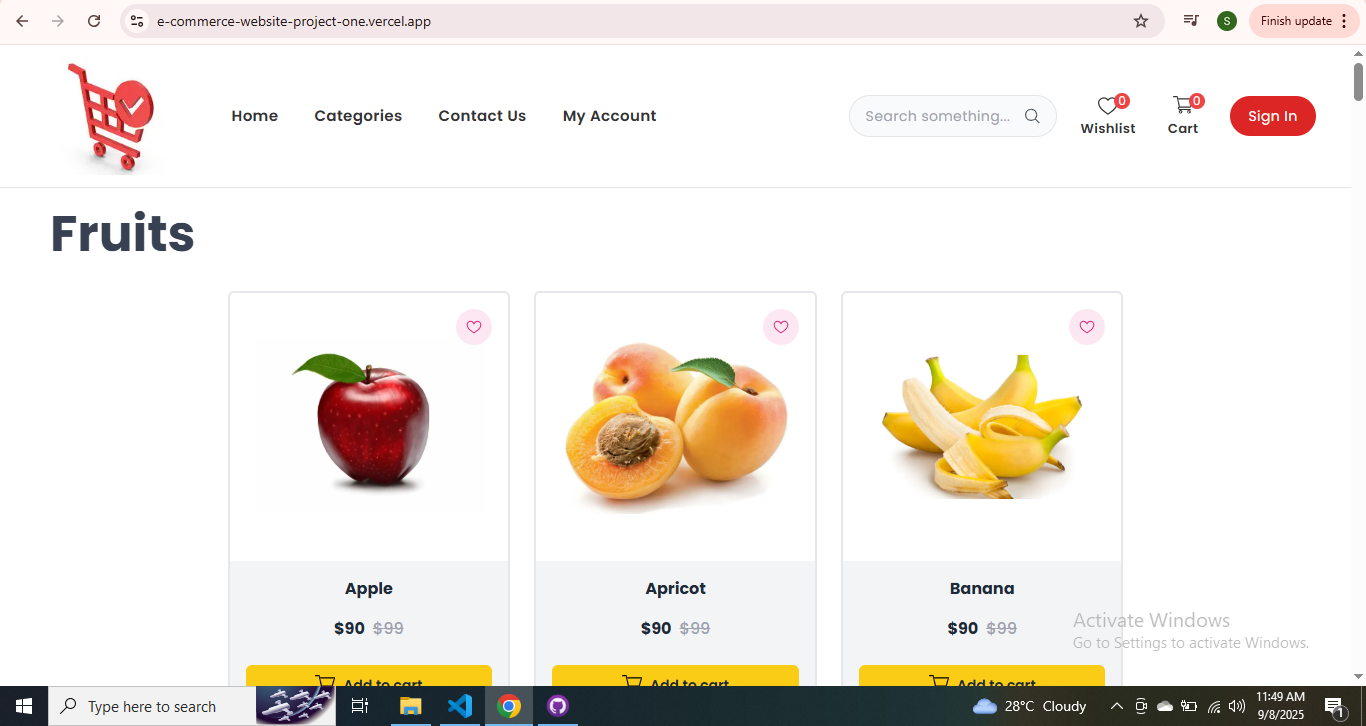 e-commerce-website-project-one.vercel.app
S
Finish update
Home Categories Contact Us My Account
Search something...
0
Wishlist
0
Cart
Sign In
Fruits
Apple
$90 $99
Add to cart
Apricot
$90 $99
Add to cart
Banana
$90 $99
Add to cart
Activate Windows
Go to Settings to activate Windows.
Type here to search
28°C Cloudy
11:49 AM
9/8/2025
1